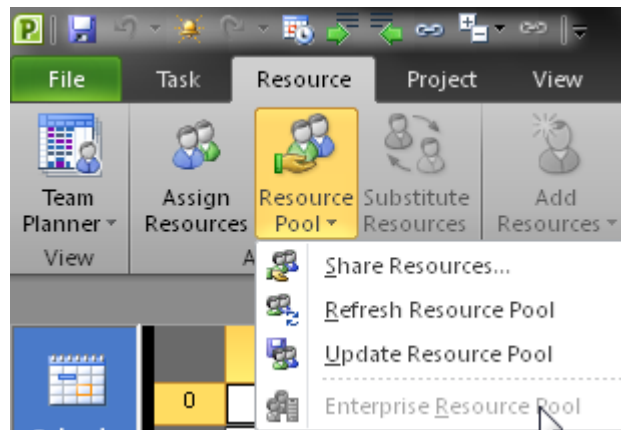 P
File Task Resource Project View
Team Planner
Assign Resources
Resource Pool
Substitute Resources
Add Resources
View
A
Share Resources...
Refresh Resource Pool
Update Resource Pool
0
Enterprise Resource Pool